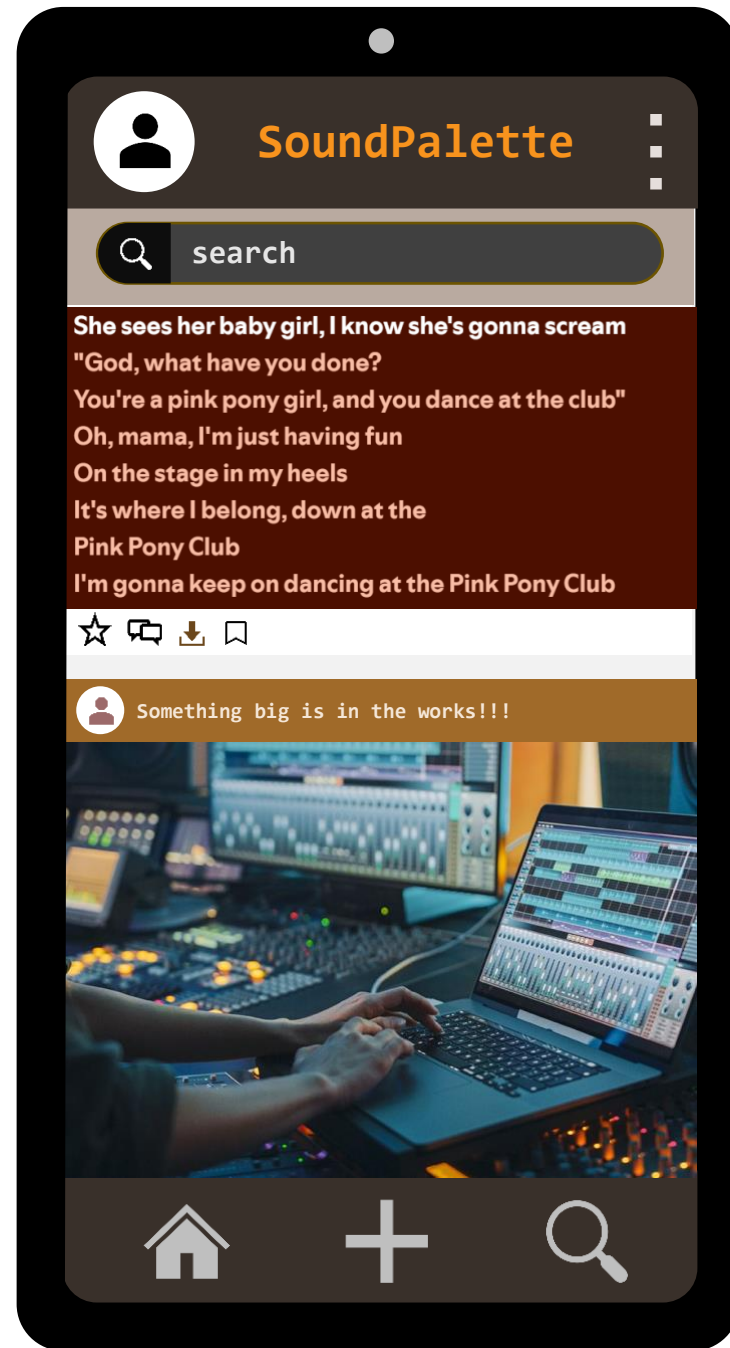 SoundPalette
search
She sees her baby girl, I know she's gonna scream
"God, what have you done?
You're a pink pony girl, and you dance at the club"
Oh, mama, I'm just having fun
On the stage in my heels
It's where I belong, down at the
Pink Pony Club
I'm gonna keep on dancing at the Pink Pony Club
Something big is in the works!!!